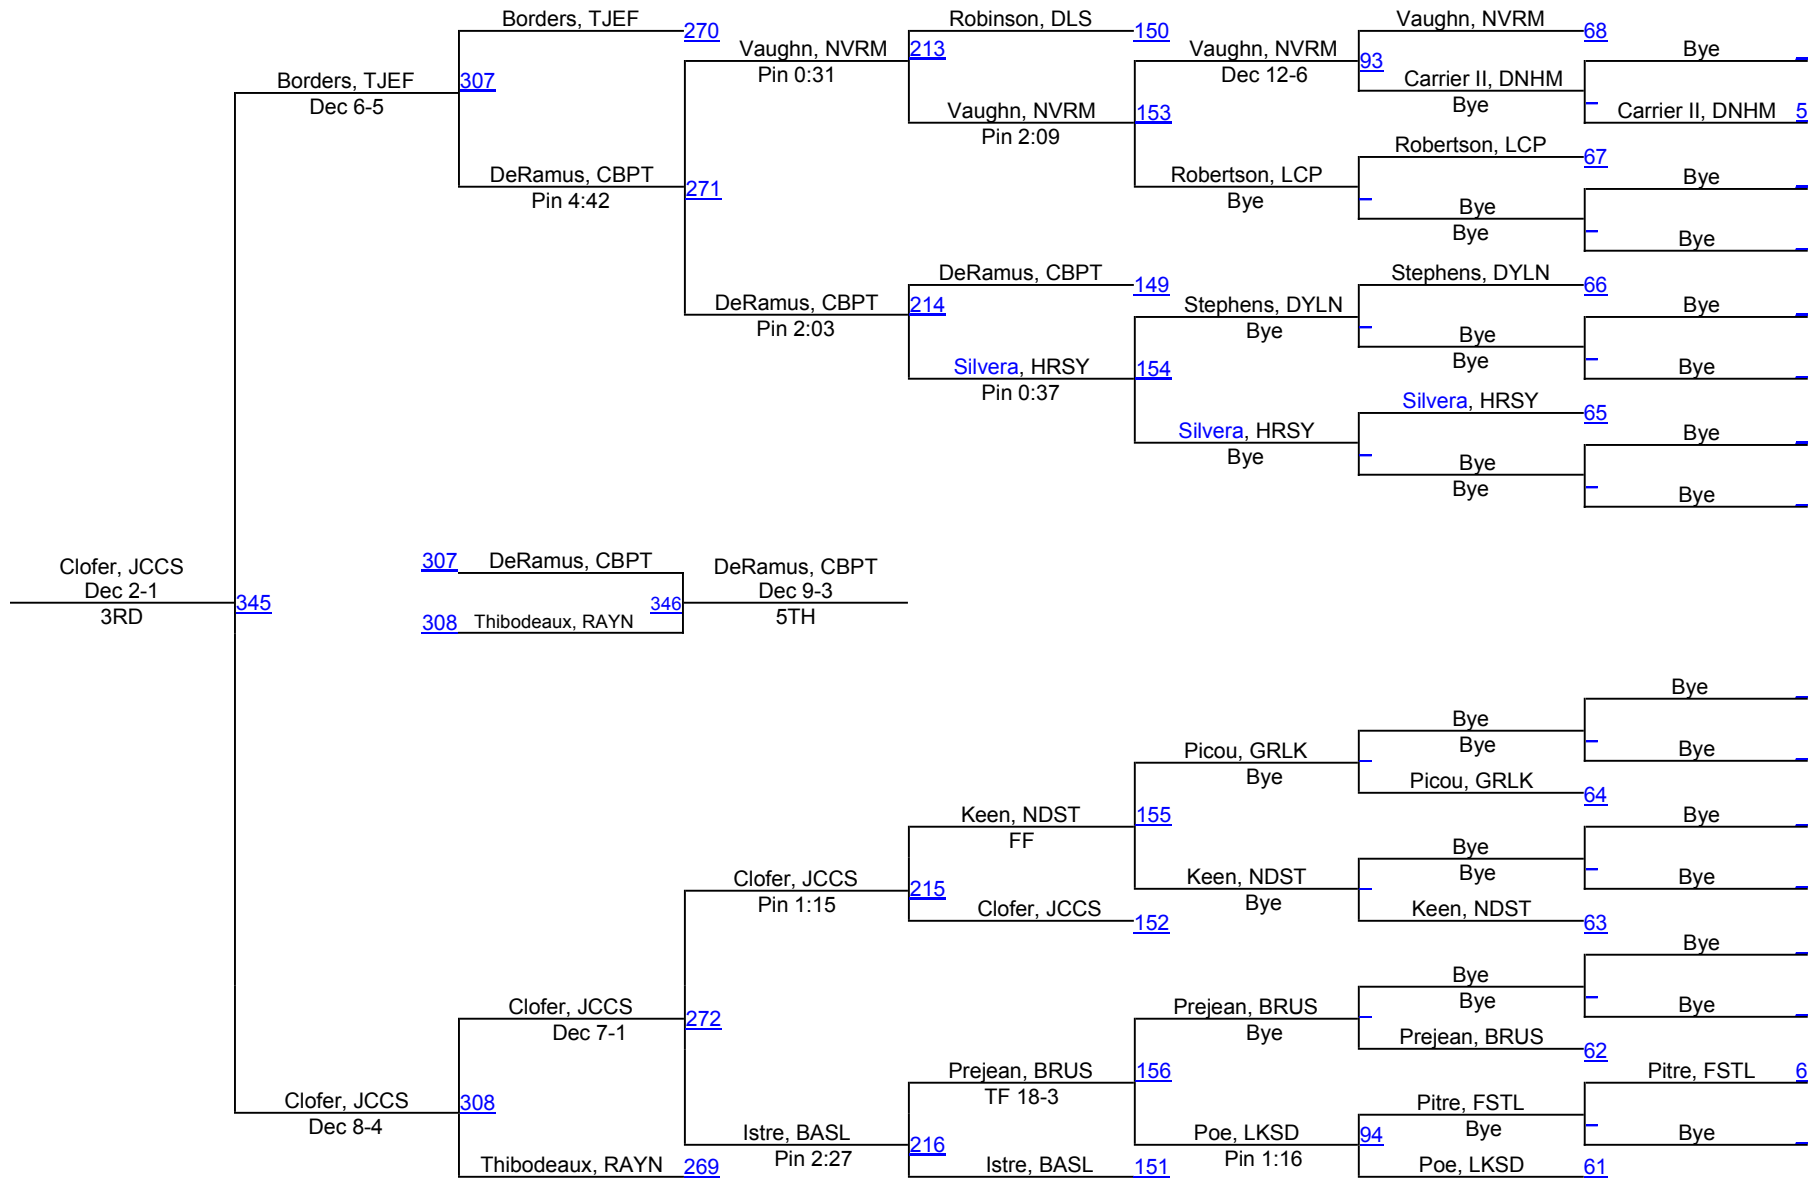 Borders, TJEF
270
Robinson, DLS
150
Vaughn, NVRM
68
Vaughn, NVRM
Pin 0:31
213
Vaughn, NVRM
Dec 12-6
93
Bye
Borders, TJEF
Dec 6-5
307
Carrier II, DNHM
Bye
Vaughn, NVRM
Pin 2:09
153
Carrier II, DNHM 5
Robertson, LCP
67
DeRamus, CBPT
Pin 4:42
271
Robertson, LCP
Bye
Bye
Bye
Bye
Bye
DeRamus, CBPT
149
Stephens, DYLN
66
DeRamus, CBPT
Pin 2:03
214
Stephens, DYLN
Bye
Bye
Bye
Bye
Silvera, HRSY
Pin 0:37
154
Bye
Silvera, HRSY
65
Silvera, HRSY
Bye
Bye
Bye
Bye
Bye
Clofer, JCCS
Dec 2-1
3RD
345
307 DeRamus, CBPT
308 Thibodeaux, RAYN
346
DeRamus, CBPT
Dec 9-3
5TH
Bye
Bye
Bye
Bye
Picou, GRLK
Bye
Picou, GRLK
64
Keen, NDST
FF
155
Bye
Bye
Bye
Bye
Clofer, JCCS
Pin 1:15
215
Keen, NDST
Bye
Clofer, JCCS
152
Keen, NDST
63
Bye
Bye
Bye
Bye
Clofer, JCCS
Dec 7-1
272
Prejean, BRUS
Bye
Prejean, BRUS
62
Prejean, BRUS
TF 18-3
156
Pitre, FSTL 6
Clofer, JCCS
Dec 8-4
308
Pitre, FSTL
Bye
Istre, BASL
Pin 2:27
216
Poe, LKSD
Pin 1:16
94
Bye
Thibodeaux, RAYN
269
Istre, BASL
151
Poe, LKSD
61